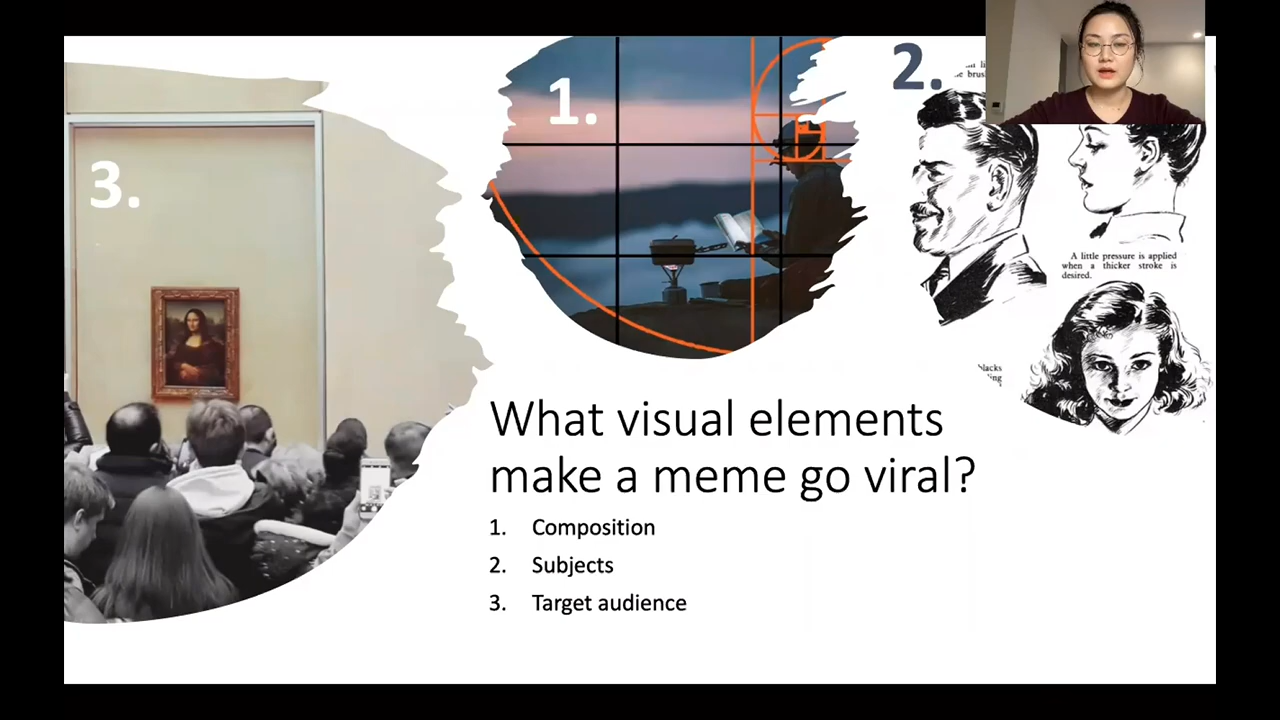 3.
1.
2.
A little pressure is applied
when a thicker stroke is
desired.
What visual elements
make a meme go viral?
1. Composition
2. Subjects
3. Target audience